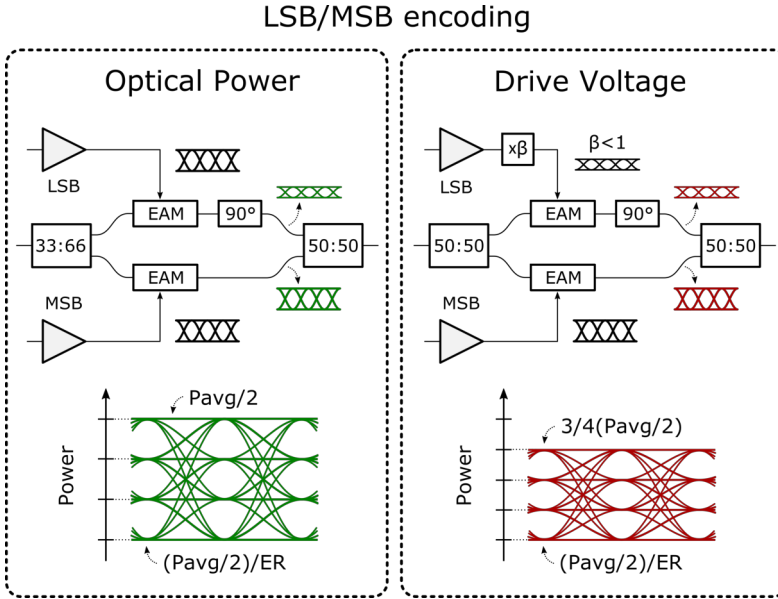 LSB/MSB encoding
Optical Power
LSB
EAM
90°
33:66
50:50
EAM
MSB
Power
Pavg/2
(Pavg/2)/ER
Drive Voltage
xβ
β<1
LSB
EAM
90°
50:50
50:50
EAM
MSB
Power
3/4(Pavg/2)
(Pavg/2)/ER